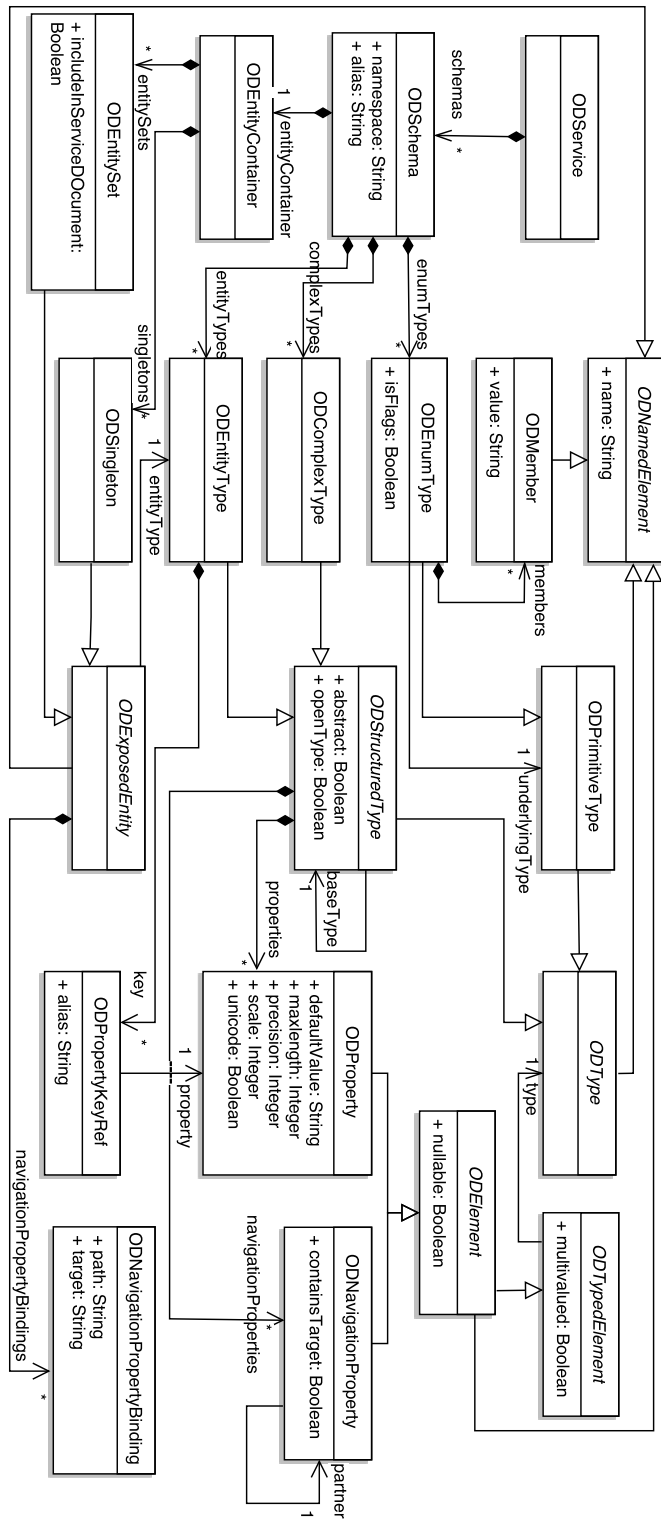 ODService
schemas
*
ODSchema
+ namespace: String
+ alias: String
1
entityContainer
ODEntityContainer
*
entitySets
ODEntitySet
+ includeInServiceDOcument:
Boolean
enumTypes
*
complexTypes
*
entityTypes
*
singletons
*
ODNamedElement
+ name: String
ODMember
+ value: String
members
*
ODEnumType
+ isFlags: Boolean
ODComplexType
ODEntityType
1
entityType
ODSingleton
ODPrimitiveType
1
underlyingType
ODStructuredType
+ abstract: Boolean
+ openType: Boolean
baseType
1
ODExposedEntity
properties
*
key
*
ODType
1
type
ODProperty
+ defaultValue: String
+ maxlength: Integer
+ precision: Integer
+ scale: Integer
+ unicode: Boolean
1
property
ODPropertyKeyRef
+ alias: String
ODTypedElement
+ multivalued: Boolean
ODElement
+ nullable: Boolean
navigationProperties
*
ODNavigationProperty
+ containsTarget: Boolean
partner
1
navigationPropertyBindings
*
ODNavigationPropertyBinding
+ path: String
+ target: String